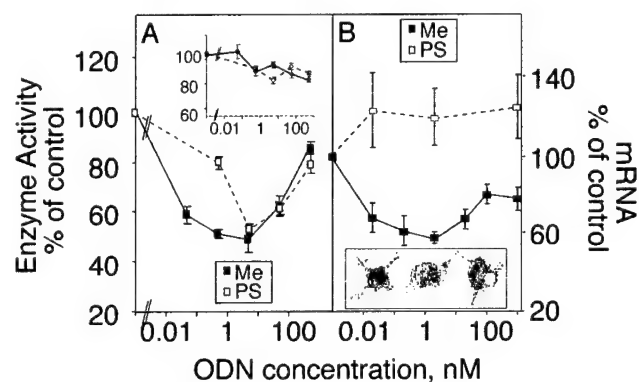 A
B
Me
PS
120
100
80
60
40
20
Enzyme Activity
% of control
100
80
60
0.01
1
100
Me
PS
140
100
60
20
mRNA
% of control
0.01
1
100
0.01
1
100
ODN concentration, nM